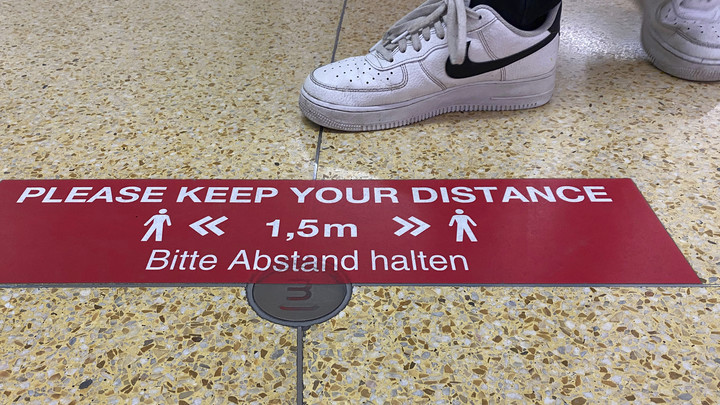 PLEASE KEEP YOUR DISTANCE
1,5m
Bitte Abstand halten